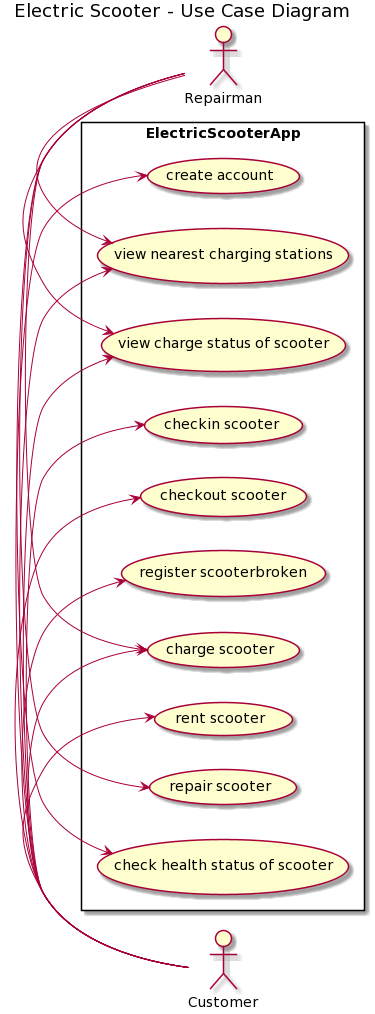 Electric Scooter - Use Case Diagram
Repairman
ElectricScooterApp
create account
view nearest charging stations
view charge status of scooter
checkin scooter
checkout scooter
register scooterbroken
charge scooter
rent scooter
repair scooter
check health status of scooter
Customer